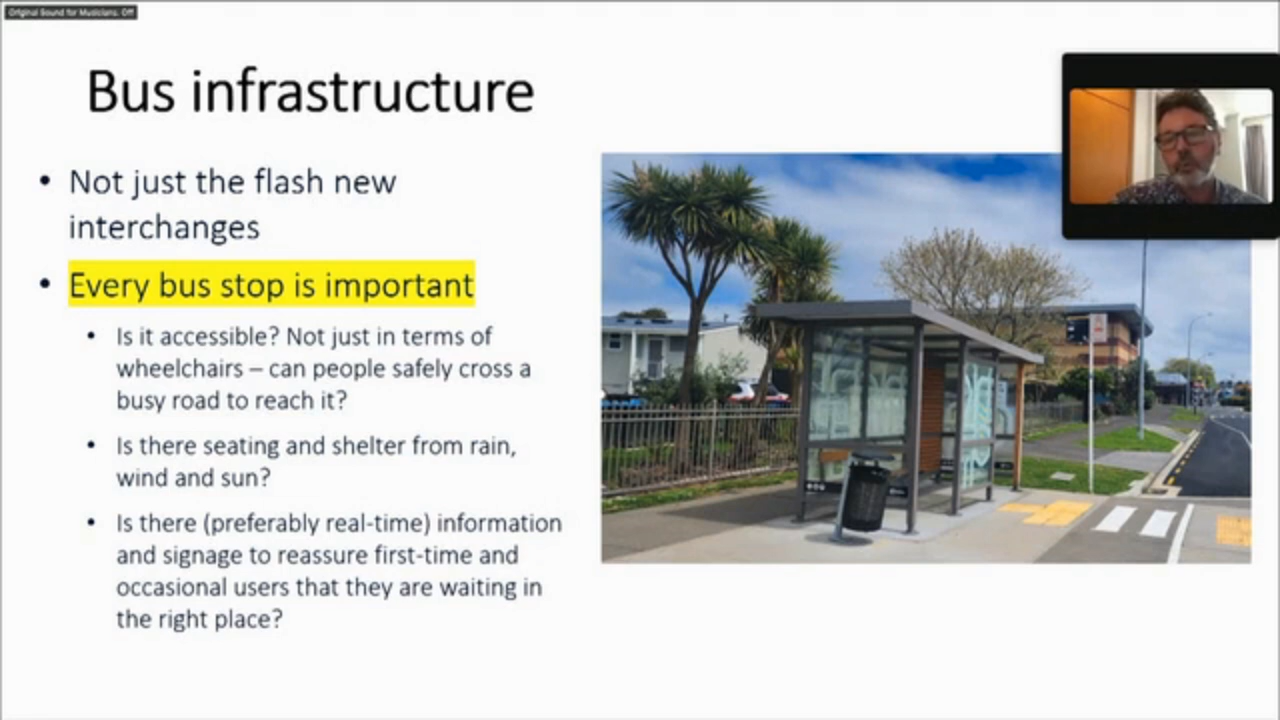 Original Sound for Musicians: Off
Bus infrastructure
• Not just the flash new
interchanges
• Every bus stop is important
• Is it accessible? Not just in terms of
wheelchairs – can people safely cross a
busy road to reach it?
• Is there seating and shelter from rain,
wind and sun?
• Is there (preferably real-time) information
and signage to reassure first-time and
occasional users that they are waiting in
the right place?